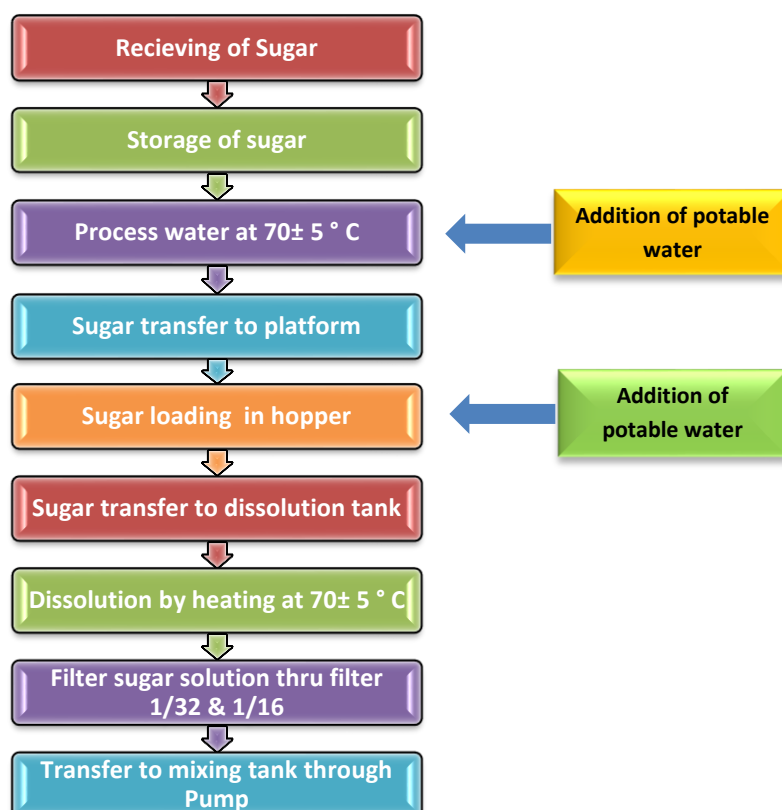 Recieving of Sugar
Storage of sugar
Process water at 70± 5 ° C
Addition of potable
water
Sugar transfer to platform
Sugar loading  in hopper
Addition of
potable water
Sugar transfer to dissolution tank
Dissolution by heating at 70± 5 ° C
Filter sugar solution thru filter
1/32 & 1/16
Transfer to mixing tank through
Pump